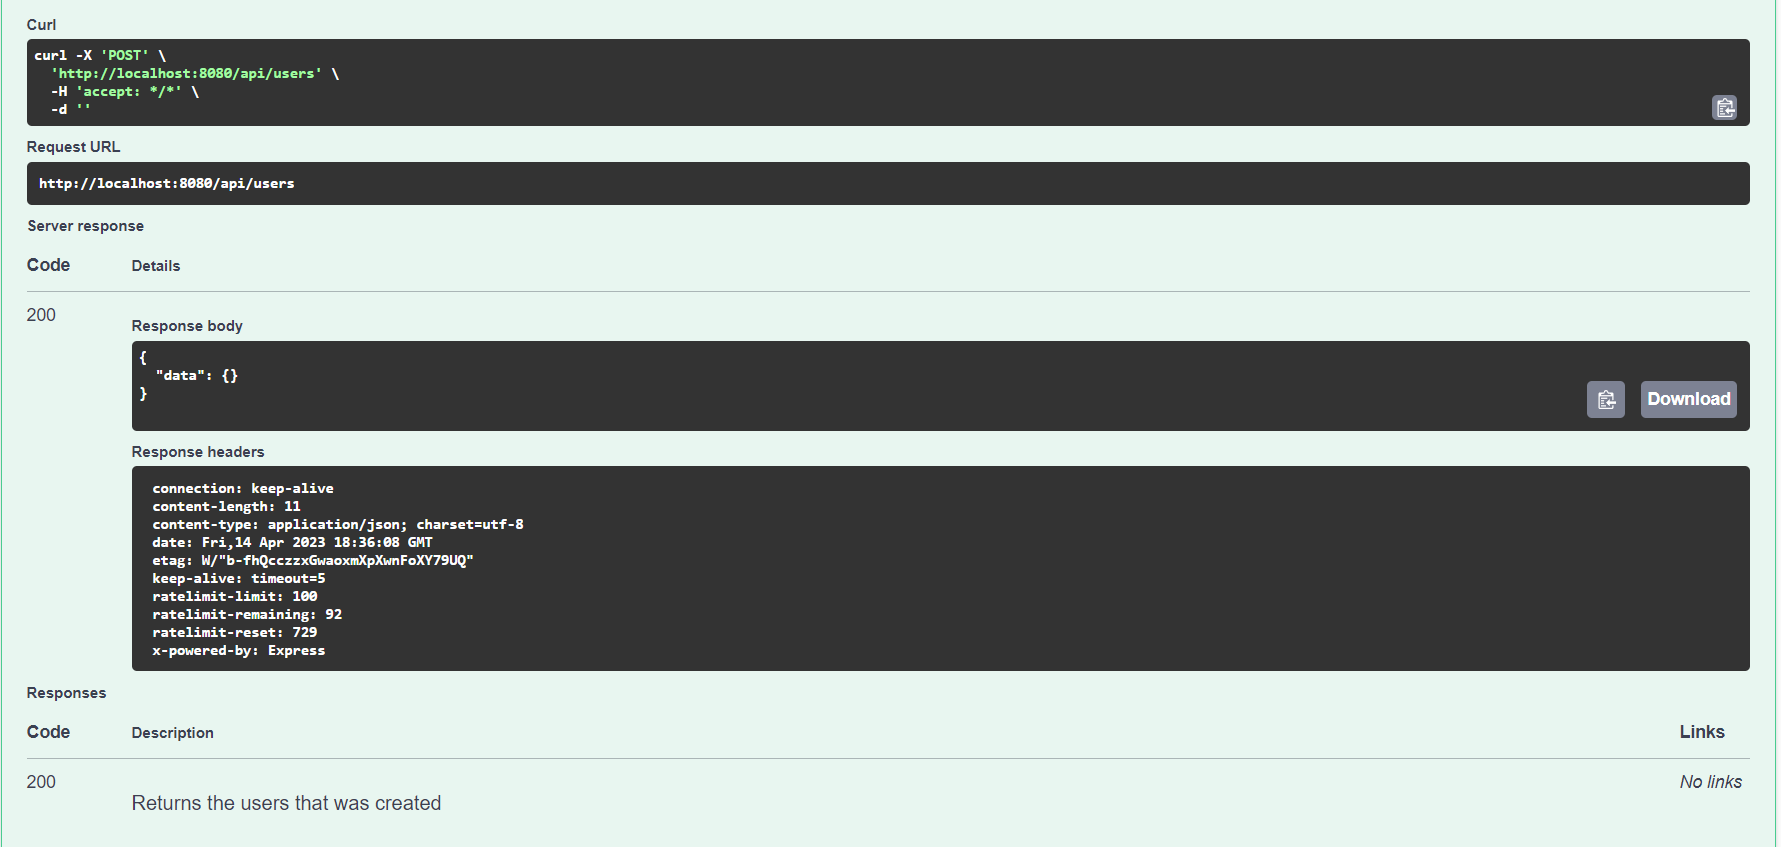 Curl
curl -X 'POST' \
'http://localhost:8080/api/users' \
-H 'accept: */*' \
-d ''
Request URL
http://localhost:8080/api/users
Server response
Code Details
200
Response body
{
"data": {}
}
Download
Response headers
connection: keep-alive
content-length: 11
content-type: application/json; charset=utf-8
date: Fri,14 Apr 2023 18:36:08 GMT
etag: W/"b-fhQcczzxGwaoxmXpXwnFoXY79UQ"
keep-alive: timeout=5
ratelimit-limit: 100
ratelimit-remaining: 92
ratelimit-reset: 729
x-powered-by: Express
Responses
Code Description Links
200 No links
Returns the users that was created